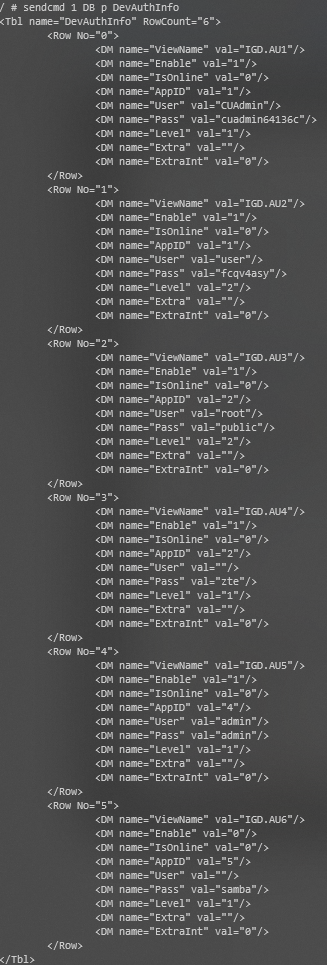 / # sendcmd 1 DB p DevAuthInfo
<Tbl name="DevAuthInfo" RowCount="6">
<Row No="0">
<DM name="ViewName" val="IGD.AU1"/>
<DM name="Enable" val="1"/>
<DM name="IsOnline" val="0"/>
<DM name="AppID" val="1"/>
<DM name="User" val="CUAdmin"/>
<DM name="Pass" val="cuadmin64136c"/>
<DM name="Level" val="1"/>
<DM name="Extra" val=""/>
<DM name="ExtraInt" val="0"/>
</Row>
<Row No="1">
<DM name="ViewName" val="IGD.AU2"/>
<DM name="Enable" val="1"/>
<DM name="IsOnline" val="0"/>
<DM name="AppID" val="1"/>
<DM name="User" val="user"/>
<DM name="Pass" val="fcqv4asy"/>
<DM name="Level" val="2"/>
<DM name="Extra" val=""/>
<DM name="ExtraInt" val="0"/>
</Row>
<Row No="2">
<DM name="ViewName" val="IGD.AU3"/>
<DM name="Enable" val="1"/>
<DM name="IsOnline" val="0"/>
<DM name="AppID" val="2"/>
<DM name="User" val="root"/>
<DM name="Pass" val="public"/>
<DM name="Level" val="2"/>
<DM name="Extra" val=""/>
<DM name="ExtraInt" val="0"/>
</Row>
<Row No="3">
<DM name="ViewName" val="IGD.AU4"/>
<DM name="Enable" val="1"/>
<DM name="IsOnline" val="0"/>
<DM name="AppID" val="2"/>
<DM name="User" val=""/>
<DM name="Pass" val="zte"/>
<DM name="Level" val="1"/>
<DM name="Extra" val=""/>
<DM name="ExtraInt" val="0"/>
</Row>
<Row No="4">
<DM name="ViewName" val="IGD.AU5"/>
<DM name="Enable" val="1"/>
<DM name="IsOnline" val="0"/>
<DM name="AppID" val="4"/>
<DM name="User" val="admin"/>
<DM name="Pass" val="admin"/>
<DM name="Level" val="1"/>
<DM name="Extra" val=""/>
<DM name="ExtraInt" val="0"/>
</Row>
<Row No="5">
<DM name="ViewName" val="IGD.AU6"/>
<DM name="Enable" val="0"/>
<DM name="IsOnline" val="0"/>
<DM name="AppID" val="5"/>
<DM name="User" val=""/>
<DM name="Pass" val="samba"/>
<DM name="Level" val="1"/>
<DM name="Extra" val=""/>
<DM name="ExtraInt" val="0"/>
</Row>
</Tbl>